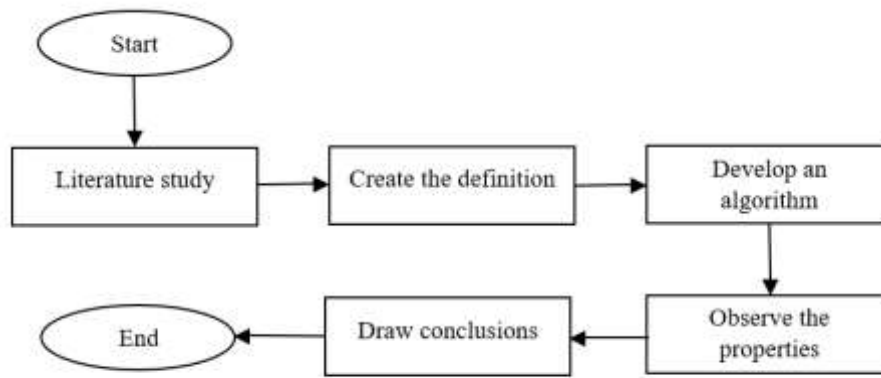 Start
Literature study
Create the definition
Develop an
algorithm
Observe the
properties
Draw conclusions
End